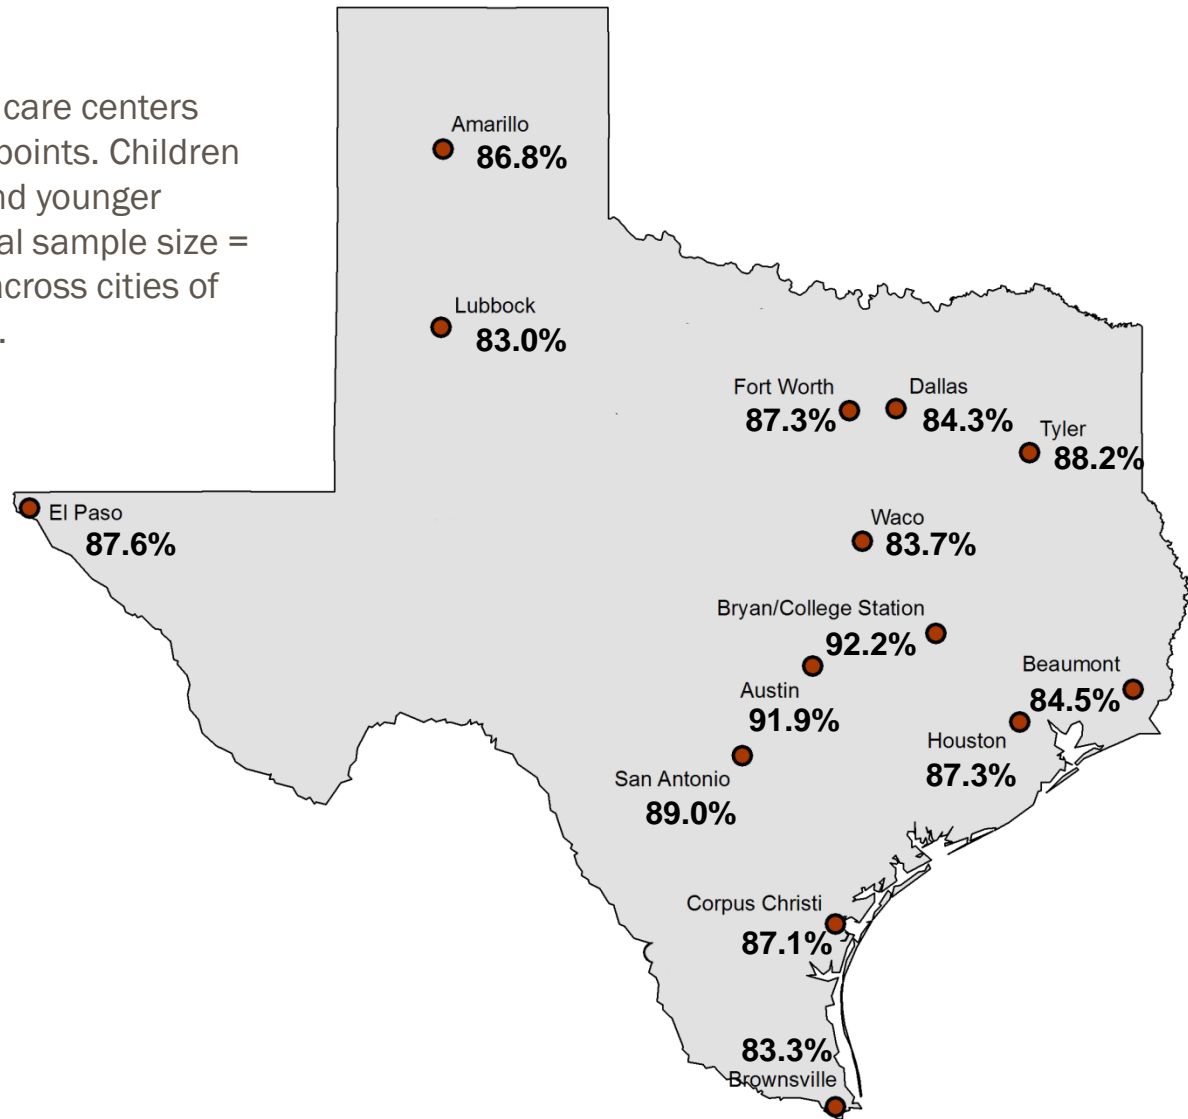 care centers
points. Children
nd younger
al sample size =
across cities of
.
Amarillo
86.8%
Lubbock
83.0%
Fort Worth
87.3%
Dallas
84.3%
Tyler
88.2%
El Paso
87.6%
Waco
83.7%
Bryan/College Station
92.2%
Austin
91.9%
Beaumont
84.5%
Houston
87.3%
San Antonio
89.0%
Corpus Christi
87.1%
83.3%
Brownsville